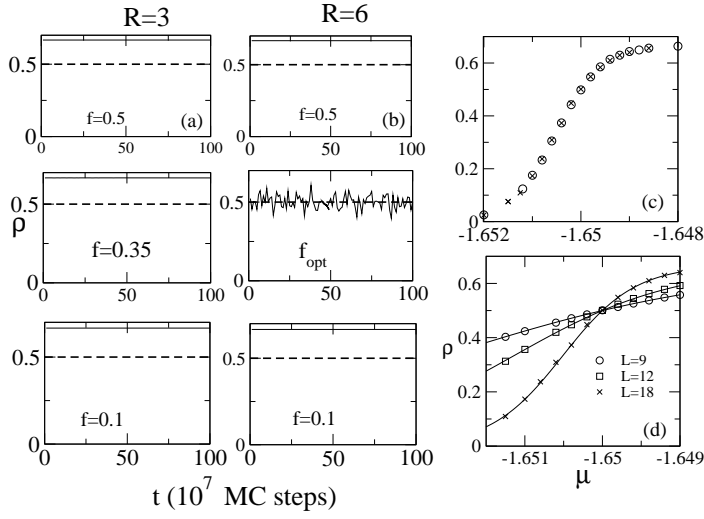 R=3
R=6
0.5
f=0.5
(a)
0
0
50
100
f=0.5
(b)
0
50
100
0.6
0.4
0.2
0
(c)
-1.652
-1.65
-1.648
ρ
0.5
f=0.35
0
0
50
100
0.5
f_opt
0
0
50
100
0.5
f=0.1
0
0
50
100
0.5
f=0.1
0
0
50
100
t (10^7 MC steps)
ρ
0.6
0.4
0.2
0
L=9
L=12
L=18
(d)
-1.651
-1.65
-1.649
μ